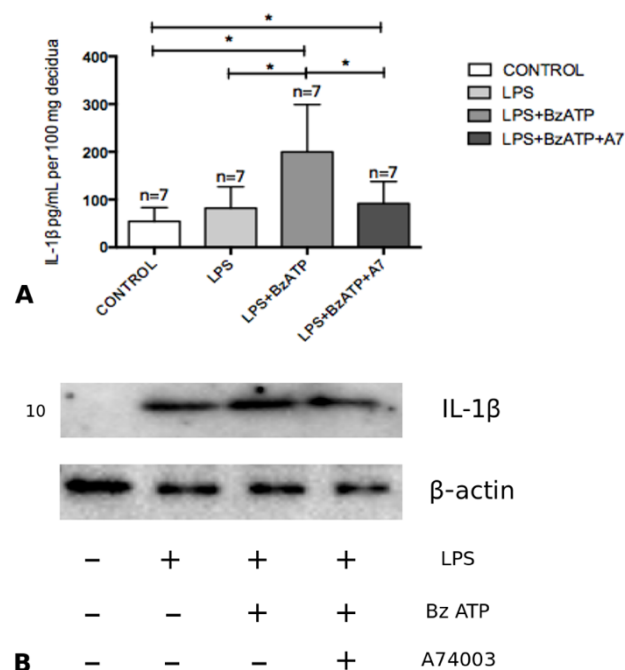 *
*
* *
400
300
200
100
0
IL-1β pg/mL per 100 mg decidua
n=7
n=7
n=7
n=7
CONTROL
LPS
LPS+BzATP
LPS+BzATP+A7
CONTROL
LPS
LPS+BzATP
LPS+BzATP+A7
A
10
IL-1β
β-actin
– + + + LPS
– – + + Bz ATP
– – – + A74003
B